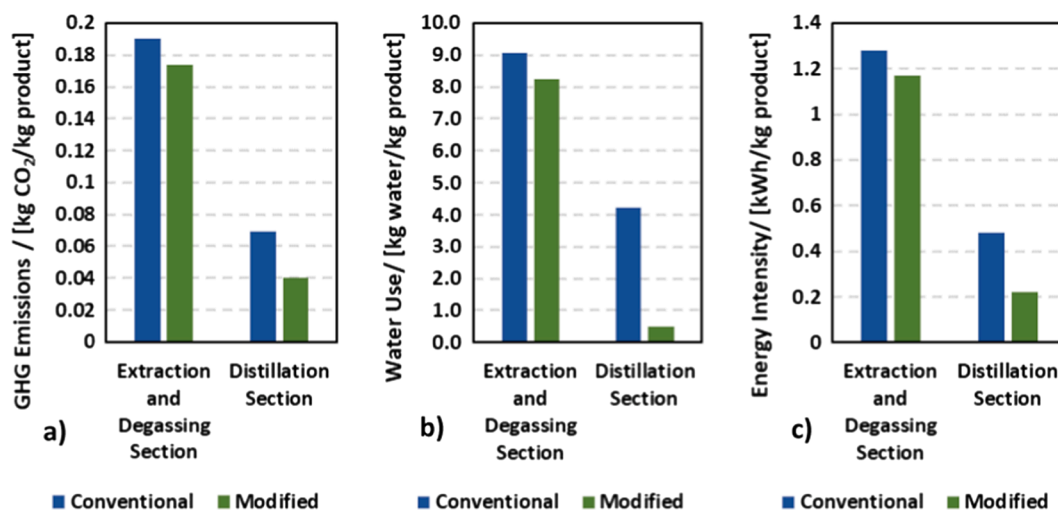 GHG Emissions / [kg CO₂/kg product]
0.2
0.18
0.16
0.14
0.12
0.1
0.08
0.06
0.04
0.02
0
Extraction and Degassing Section
Distillation Section
a)
Conventional
Modified
Water Use/ [kg water/kg product]
10.0
9.0
8.0
7.0
6.0
5.0
4.0
3.0
2.0
1.0
0.0
Extraction and Degassing Section
Distillation Section
b)
Conventional
Modified
Energy Intensity/ [kWh/kg product]
1.4
1.2
1
0.8
0.6
0.4
0.2
0
Extraction and Degassing Section
Distillation Section
c)
Conventional
Modified